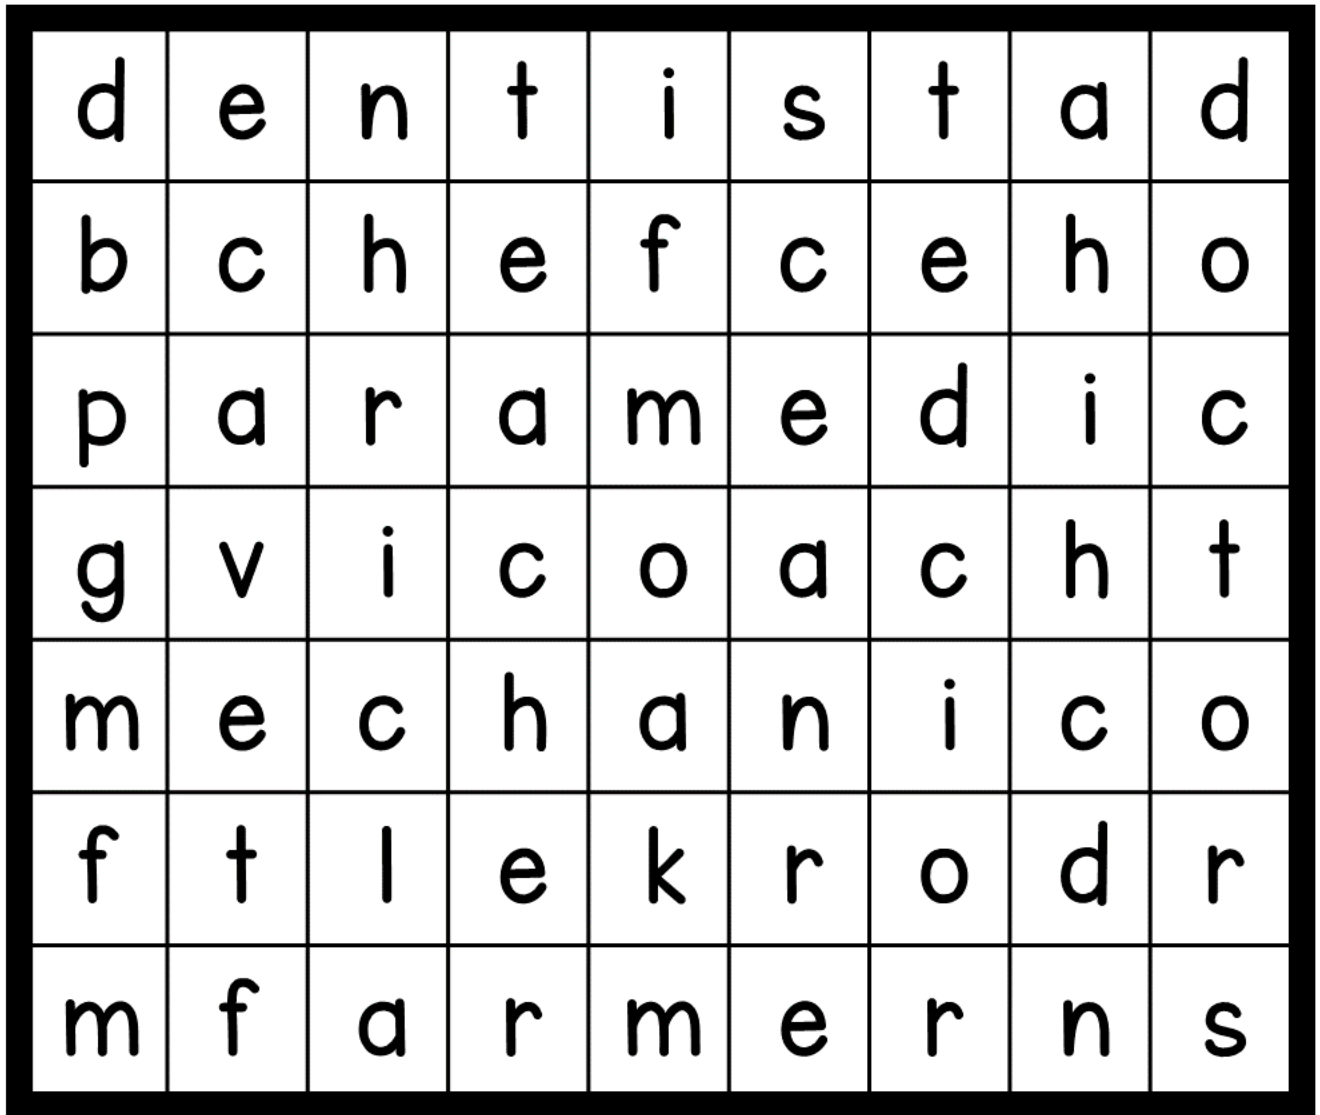 d e n t i s t a d
b c h e f c e h o
p a r a m e d i c
g v i c o a c h t
m e c h a n i c o
f t l e k r o d r
m f a r m e r n s